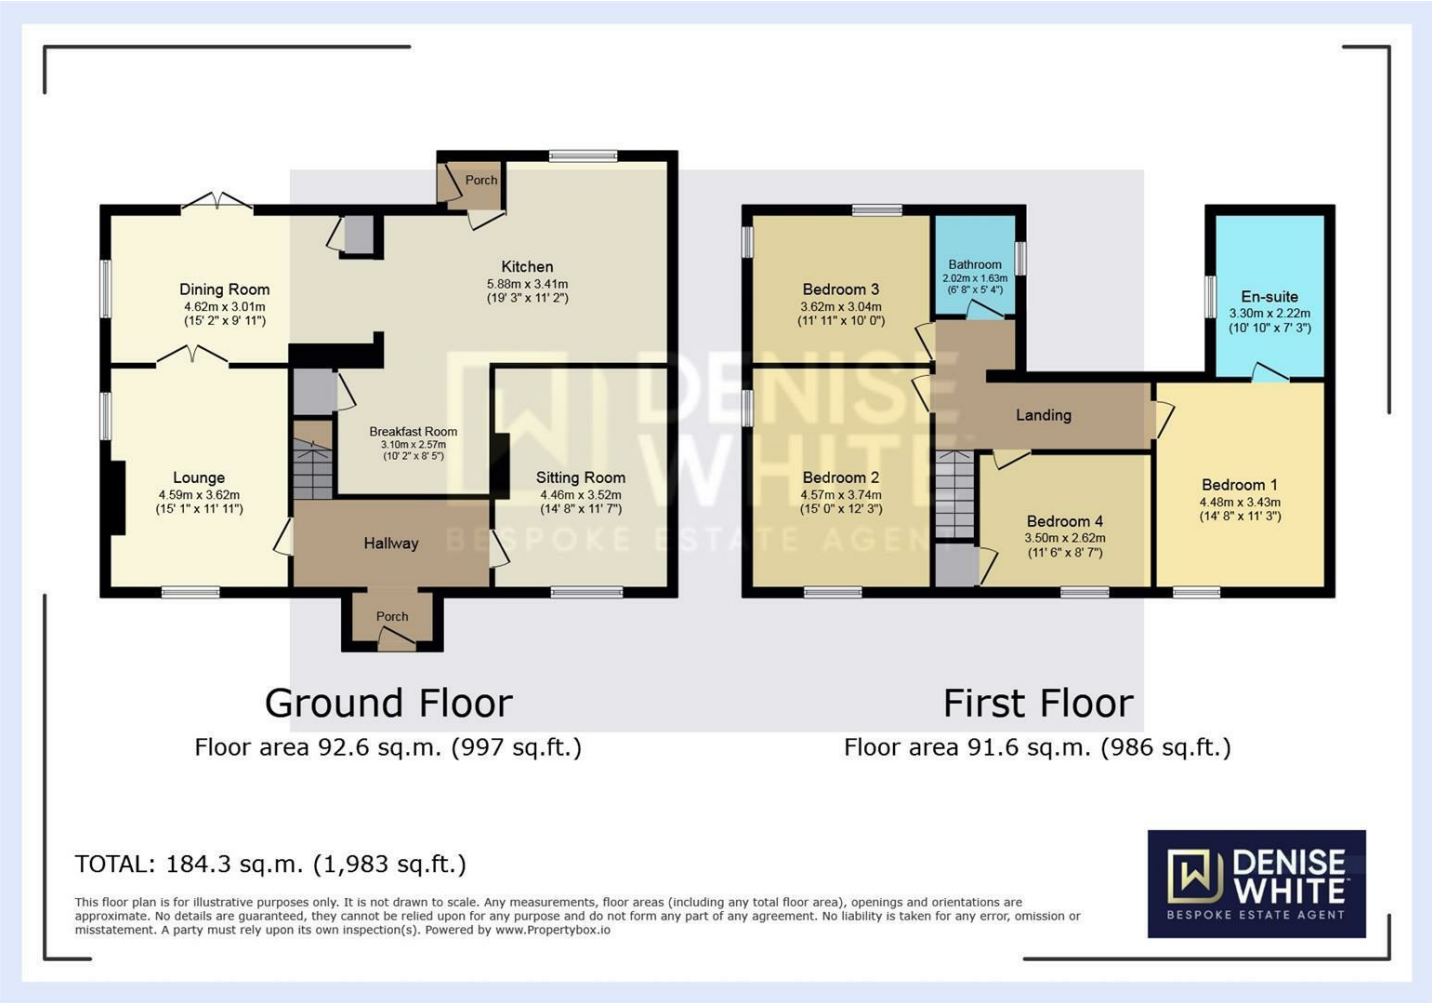 Porch
Kitchen
5.88m x 3.41m
(19' 3" x 11' 2")
Dining Room
4.62m x 3.01m
(15' 2" x 9' 11")
Breakfast Room
3.10m x 2.57m
(10' 2" x 8' 5")
Lounge
4.59m x 3.62m
(15' 1" x 11' 11")
Sitting Room
4.46m x 3.52m
(14' 8" x 11' 7")
Hallway
Porch
Bedroom 3
3.62m x 3.04m
(11' 11" x 10' 0")
Bathroom
2.02m x 1.63m
(6' 8" x 5' 4")
En-suite
3.30m x 2.22m
(10' 10" x 7' 3")
Landing
Bedroom 2
4.57m x 3.74m
(15' 0" x 12' 3")
Bedroom 1
4.48m x 3.43m
(14' 8" x 11' 3")
Bedroom 4
3.50m x 2.62m
(11' 6" x 8' 7")
DENISE
WHITE™
BESPOKE ESTATE AGENT
Ground Floor
Floor area 92.6 sq.m. (997 sq.ft.)
First Floor
Floor area 91.6 sq.m. (986 sq.ft.)
TOTAL: 184.3 sq.m. (1,983 sq.ft.)
This floor plan is for illustrative purposes only. It is not drawn to scale. Any measurements, floor areas (including any total floor area), openings and orientations are
approximate. No details are guaranteed, they cannot be relied upon for any purpose and do not form any part of any agreement. No liability is taken for any error, omission or
misstatement. A party must rely upon its own inspection(s). Powered by www.Propertybox.io
DENISE
WHITE™
BESPOKE ESTATE AGENT